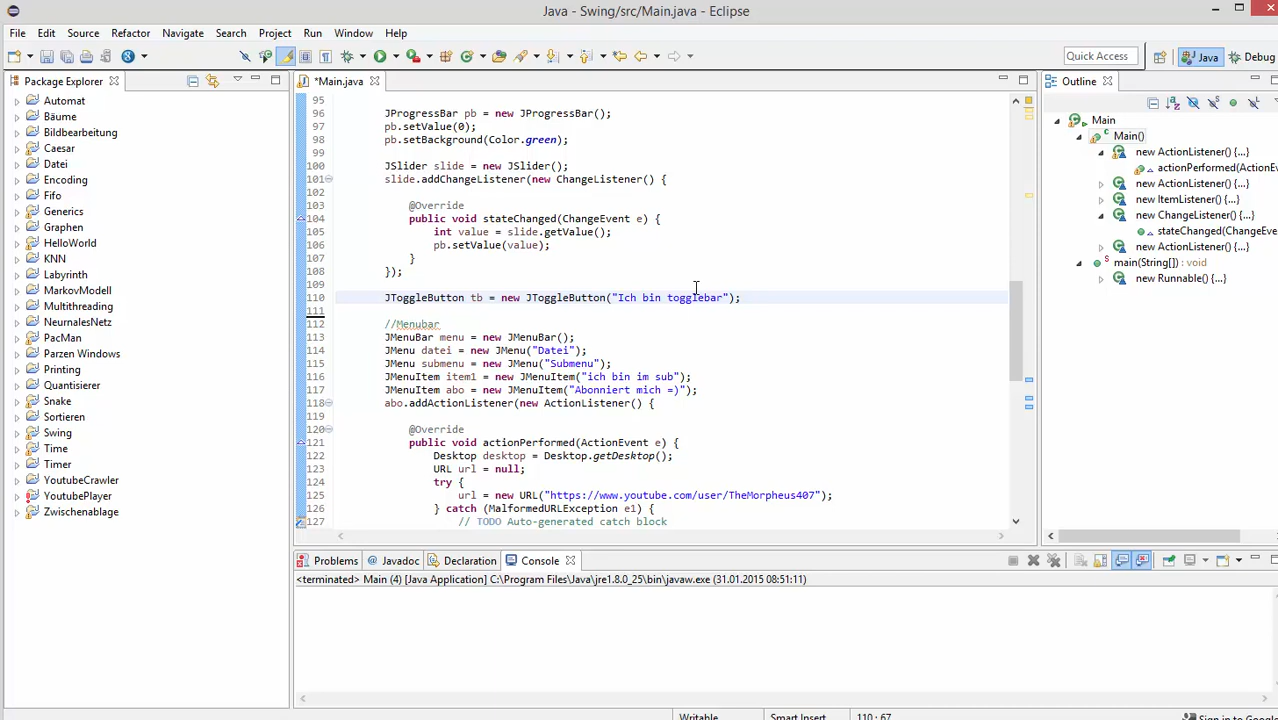 Java - Swing/src/Main.java - Eclipse
File Edit Source Refactor Navigate Search Project Run Window Help
Quick Access Java Debug
Package Explorer
Automat
Bäume
Bildbearbeitung
Caesar
Datei
Encoding
Fifo
Generics
Graphen
HelloWorld
KNN
Labyrinth
MarkovModell
Multithreading
NeurnalesNetz
PacMan
Parzen Windows
Printing
Quantisierer
Snake
Sortieren
Swing
Time
Timer
YoutubeCrawler
YoutubePlayer
Zwischenablage
*Main.java
95
96 JProgressBar pb = new JProgressBar();
97 pb.setValue(0);
98 pb.setBackground(Color.green);
99
100 JSlider slide = new JSlider();
101 slide.addChangeListener(new ChangeListener() {
102
103 @Override
104 public void stateChanged(ChangeEvent e) {
105 int value = slide.getValue();
106 pb.setValue(value);
107 }
108 });
109
110 JToggleButton tb = new JToggleButton("Ich bin togglebar");
111
112 //Menubar
113 JMenuBar menu = new JMenuBar();
114 JMenu datei = new JMenu("Datei");
115 JMenu submenu = new JMenu("Submenu");
116 JMenuItem item1 = new JMenuItem("ich bin im sub");
117 JMenuItem abo = new JMenuItem("Abonniert mich =)");
118 abo.addActionListener(new ActionListener() {
119
120 @Override
121 public void actionPerformed(ActionEvent e) {
122 Desktop desktop = Desktop.getDesktop();
123 URL url = null;
124 try {
125 url = new URL("https://www.youtube.com/user/TheMorpheus407");
126 } catch (MalformedURLException e1) {
127 // TODO Auto-generated catch block
Outline
Main
Main()
new ActionListener() {...}
actionPerformed(ActionE
new ActionListener() {...}
new ItemListener() {...}
new ChangeListener() {...}
stateChanged(ChangeEve
new ActionListener() {...}
main(String[]) : void
new Runnable() {...}
Problems Javadoc Declaration Console
<terminated> Main (4) [Java Application] C:\Program Files\Java\jre1.8.0_25\bin\javaw.exe (31.01.2015 08:51:11)
Writable Smart Insert 110 : 67 Sign in to Google